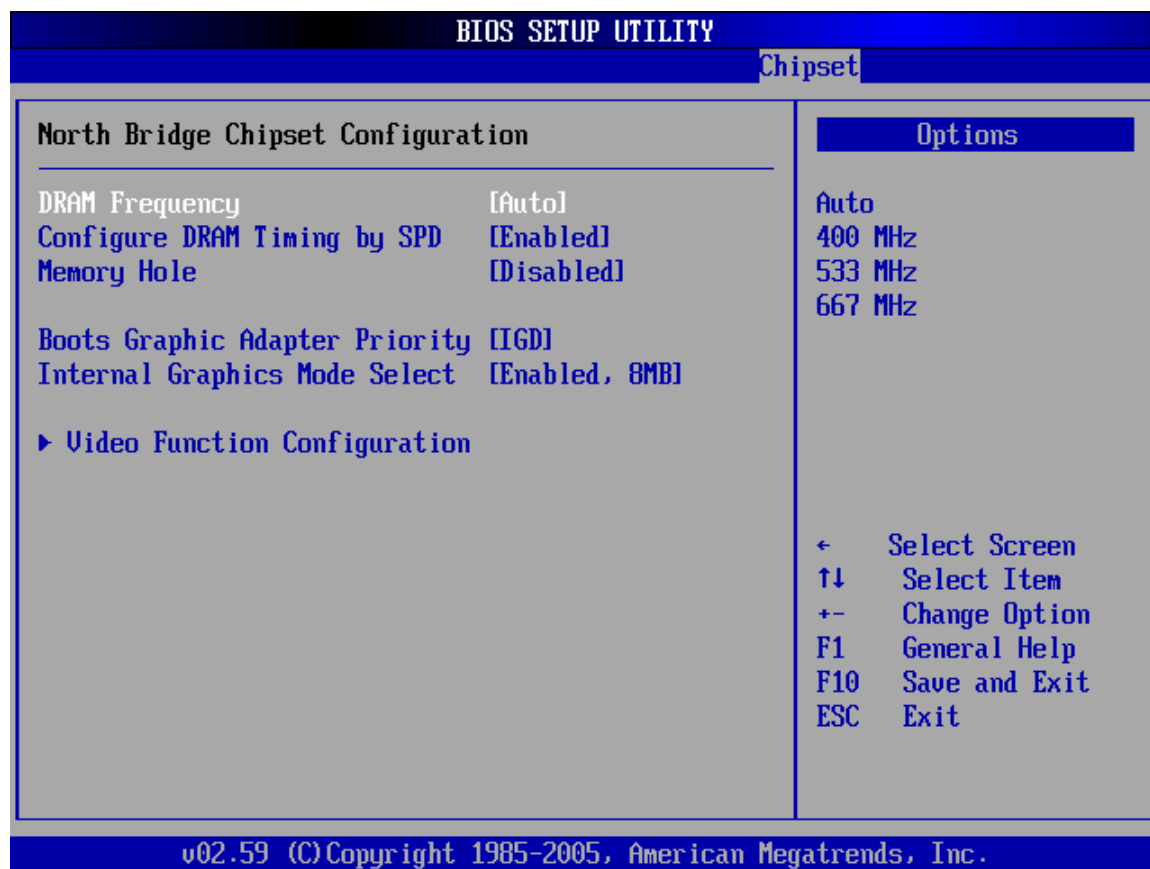 BIOS SETUP UTILITY
Chipset
North Bridge Chipset Configuration
DRAM Frequency [Auto]
Configure DRAM Timing by SPD [Enabled]
Memory Hole [Disabled]
Boots Graphic Adapter Priority [IGD]
Internal Graphics Mode Select [Enabled, 8MB]
▶ Video Function Configuration
Options
Auto
400 MHz
533 MHz
667 MHz
← Select Screen
↑↓ Select Item
+- Change Option
F1 General Help
F10 Save and Exit
ESC Exit
v02.59 (C)Copyright 1985-2005, American Megatrends, Inc.